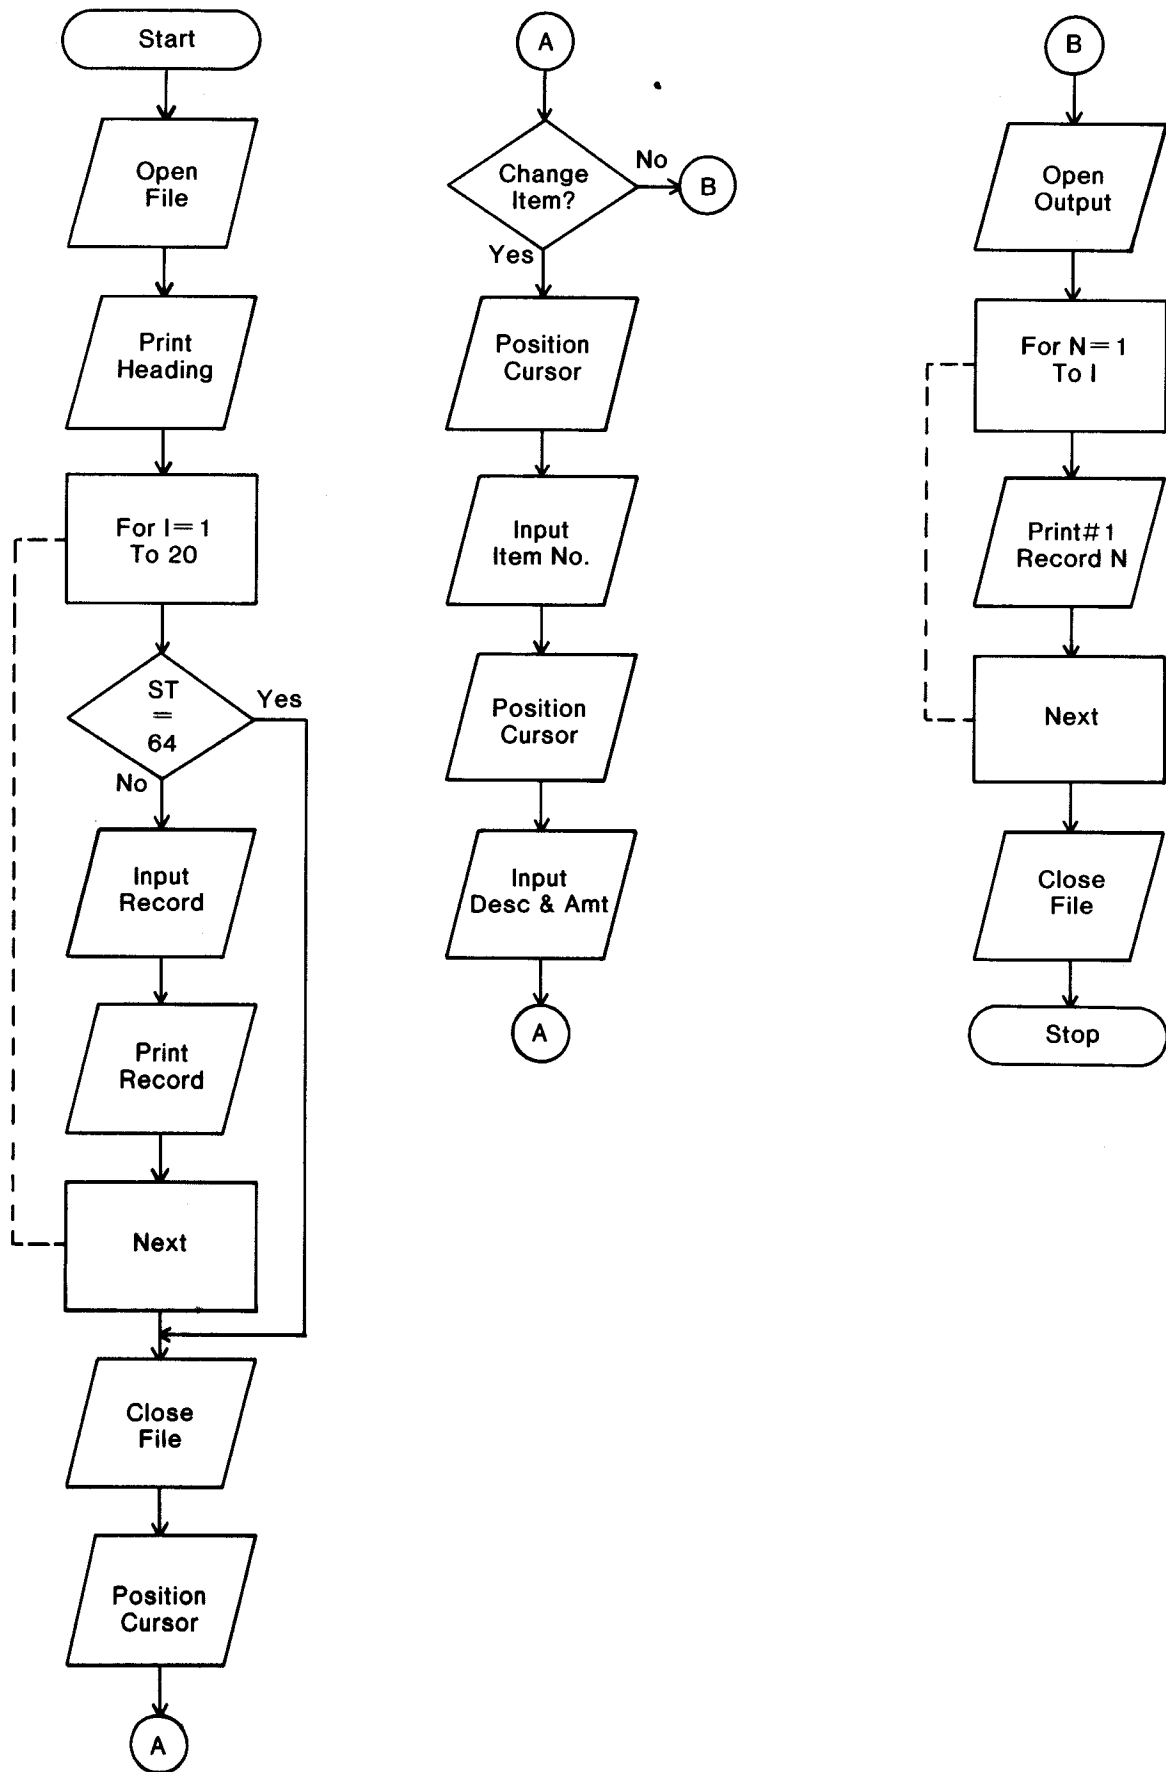 Start
Open
File
Print
Heading
For I=1
To 20
ST
=
64
Yes
No
Input
Record
Print
Record
Next
Close
File
Position
Cursor
A
A
Change
Item?
No
B
Yes
Position
Cursor
Input
Item No.
Position
Cursor
Input
Desc & Amt
A
B
Open
Output
For N=1
To I
Print#1
Record N
Next
Close
File
Stop